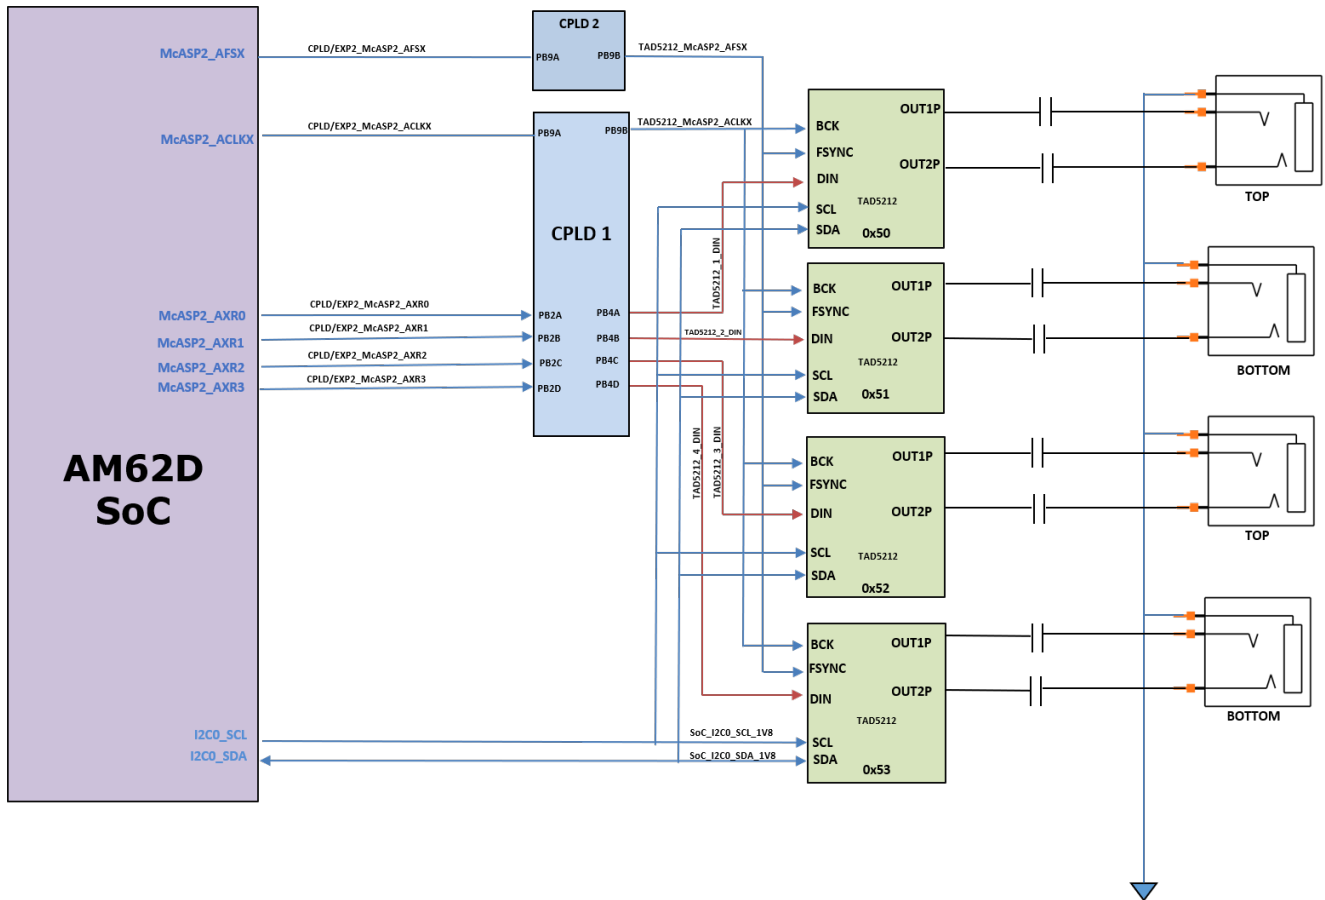 McASP2_AFSX
CPLD/EXP2_McASP2_AFSX
CPLD 2
PB9A
PB9B
TAD5212_McASP2_AFSX
McASP2_ACLKX
CPLD/EXP2_McASP2_ACLKX
PB9A
PB9B
TAD5212_McASP2_ACLKX
CPLD 1
McASP2_AXR0
CPLD/EXP2_McASP2_AXR0
PB2A
PB4A
McASP2_AXR1
CPLD/EXP2_McASP2_AXR1
PB2B
PB4B
McASP2_AXR2
CPLD/EXP2_McASP2_AXR2
PB2C
PB4C
McASP2_AXR3
CPLD/EXP2_McASP2_AXR3
PB2D
PB4D
TAD5212_1_DIN
TAD5212_2_DIN
TAD5212_4_DIN
TAD5212_3_DIN
AM62D
SoC
I2C0_SCL
I2C0_SDA
SoC_I2C0_SCL_1V8
SoC_I2C0_SDA_1V8
BCK
FSYNC
DIN
SCL
SDA
OUT1P
OUT2P
TAD5212
0x50
TOP
BCK
FSYNC
DIN
SCL
SDA
OUT1P
OUT2P
TAD5212
0x51
BOTTOM
BCK
FSYNC
DIN
SCL
SDA
OUT1P
OUT2P
TAD5212
0x52
TOP
BCK
FSYNC
DIN
SCL
SDA
OUT1P
OUT2P
TAD5212
0x53
BOTTOM